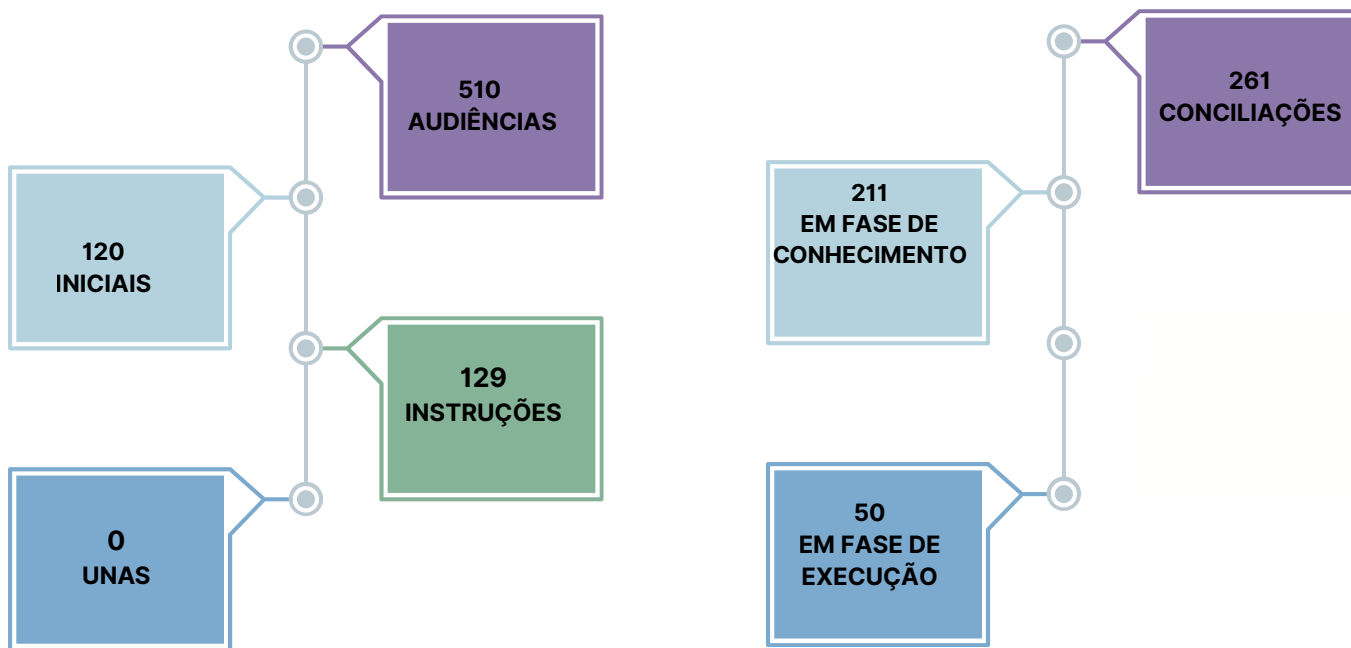 510
AUDIÊNCIAS
120
INICIAIS
129
INSTRUÇÕES
0
UNAS
261
CONCILIAÇÕES
211
EM FASE DE
CONHECIMENTO
50
EM FASE DE
EXECUÇÃO